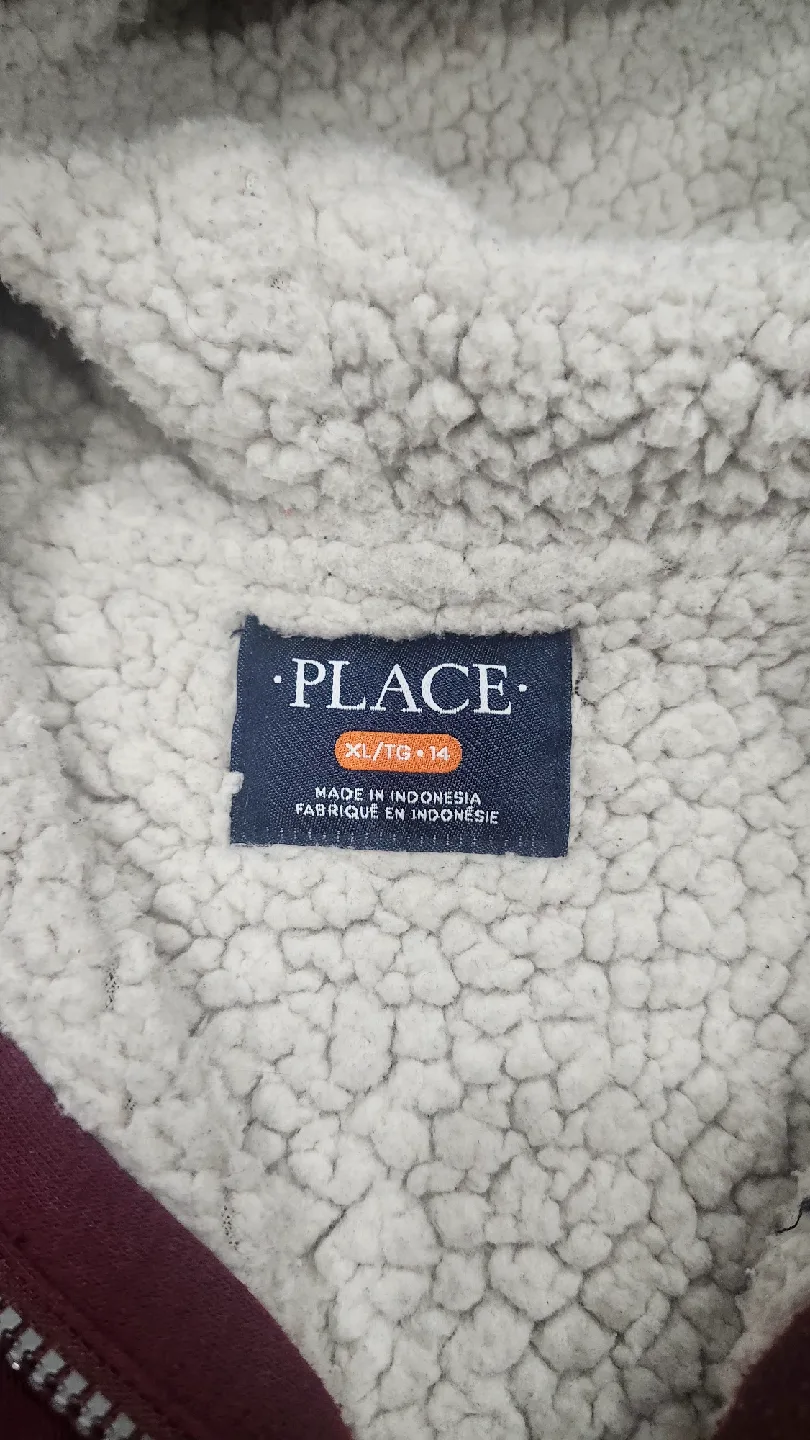 ·PLACE·
XL/TG • 14
MADE IN INDONESIA
FABRIQUÉ EN INDONÉSIE